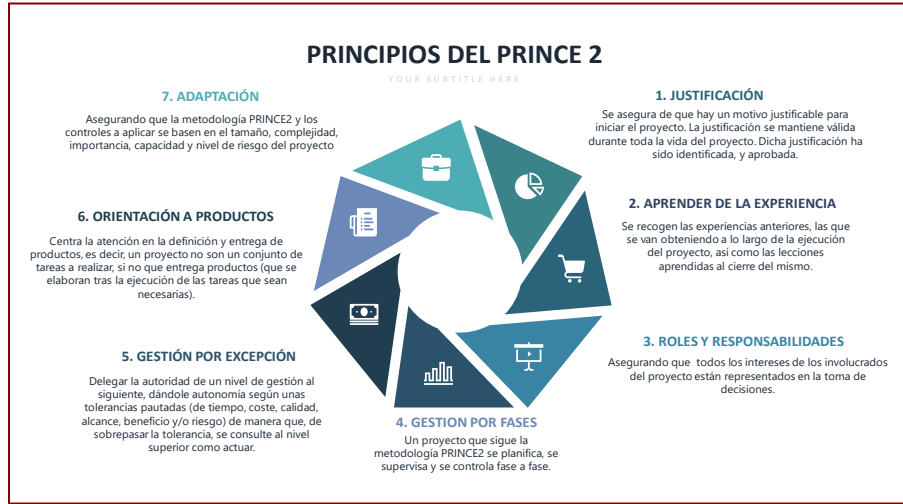 PRINCIPIOS DEL PRINCE 2
YOUR SUBTITLE HERE
1. JUSTIFICACIÓN
Se asegura de que hay un motivo justificable para
iniciar el proyecto. La justificación se mantiene válida
durante toda la vida del proyecto. Dicha justificación ha
sido identificada, y aprobada.
2. APRENDER DE LA EXPERIENCIA
Se recogen las experiencias anteriores, las que
se van obteniendo a lo largo de la ejecución
del proyecto, así como las lecciones
aprendidas al cierre del mismo.
3. ROLES Y RESPONSABILIDADES
Asegurando que todos los intereses de los involucrados
del proyecto están representados en la toma de
decisiones.
4. GESTION POR FASES
Un proyecto que sigue la
metodología PRINCE2 se planifica, se
supervisa y se controla fase a fase.
5. GESTIÓN POR EXCEPCIÓN
Delegar la autoridad de un nivel de gestión al
siguiente, dándole autonomía según unas
tolerancias pautadas (de tiempo, coste, calidad,
alcance, beneficio y/o riesgo) de manera que, de
sobrepasar la tolerancia, se consulte al nivel
superior como actuar.
6. ORIENTACIÓN A PRODUCTOS
Centra la atención en la definición y entrega de
productos, es decir, un proyecto no son un conjunto de
tareas a realizar, si no que entrega productos (que se
elaboran tras la ejecución de las tareas que sean
necesarias).
7. ADAPTACIÓN
Asegurando que la metodología PRINCE2 y los
controles a aplicar se basen en el tamaño, complejidad,
importancia, capacidad y nivel de riesgo del proyecto